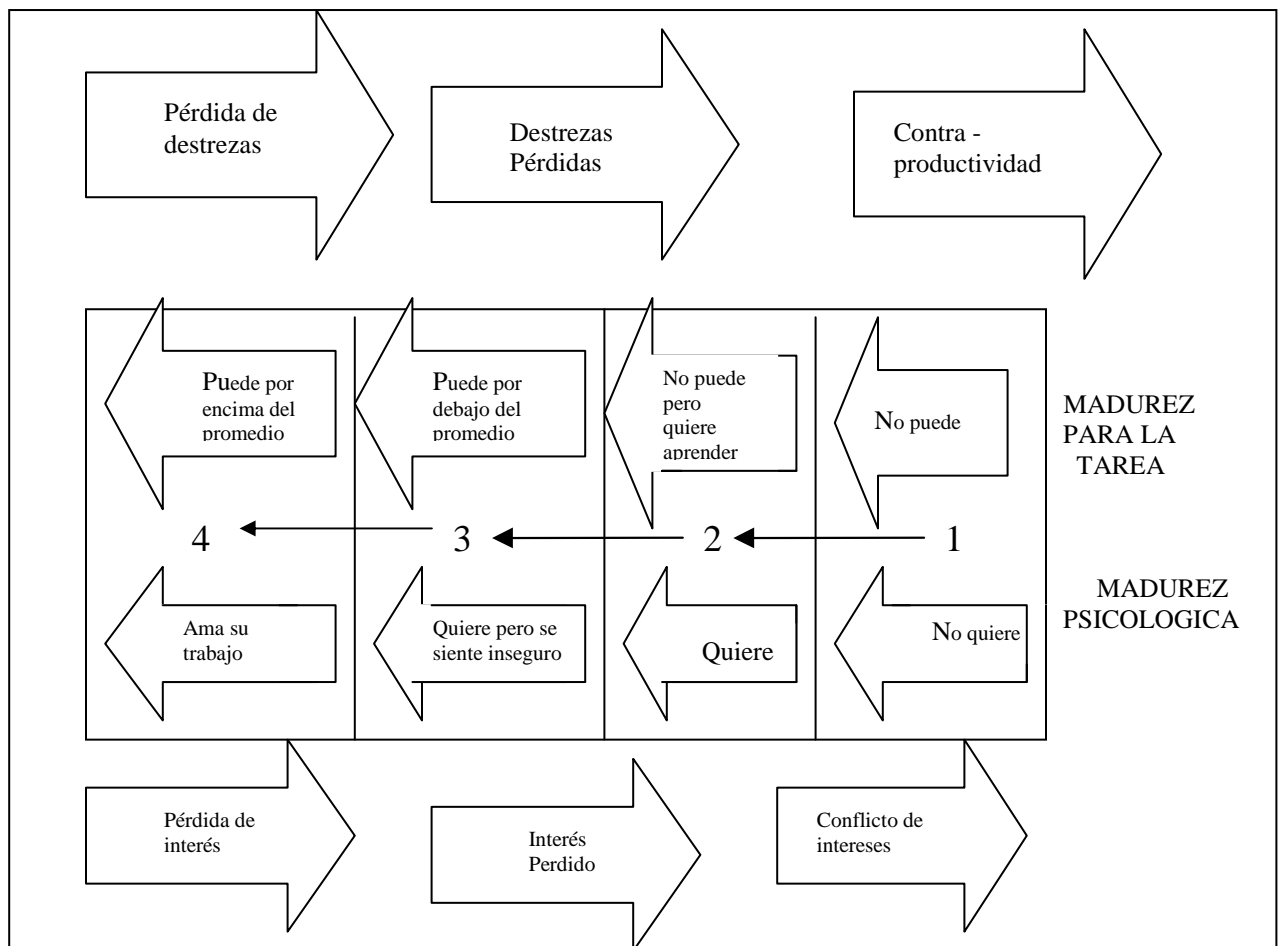 Pérdida de
destrezas
Destrezas
Pérdidas
Contra -
productividad
Puede por
encima del
promedio
Puede por
debajo del
promedio
No puede
pero
quiere
aprender
No puede
MADUREZ
PARA LA
TAREA
4
3
2
1
Ama su
trabajo
Quiere pero se
siente inseguro
Quiere
No quiere
MADUREZ
PSICOLOGICA
Pérdida de
interés
Interés
Perdido
Conflicto de
intereses